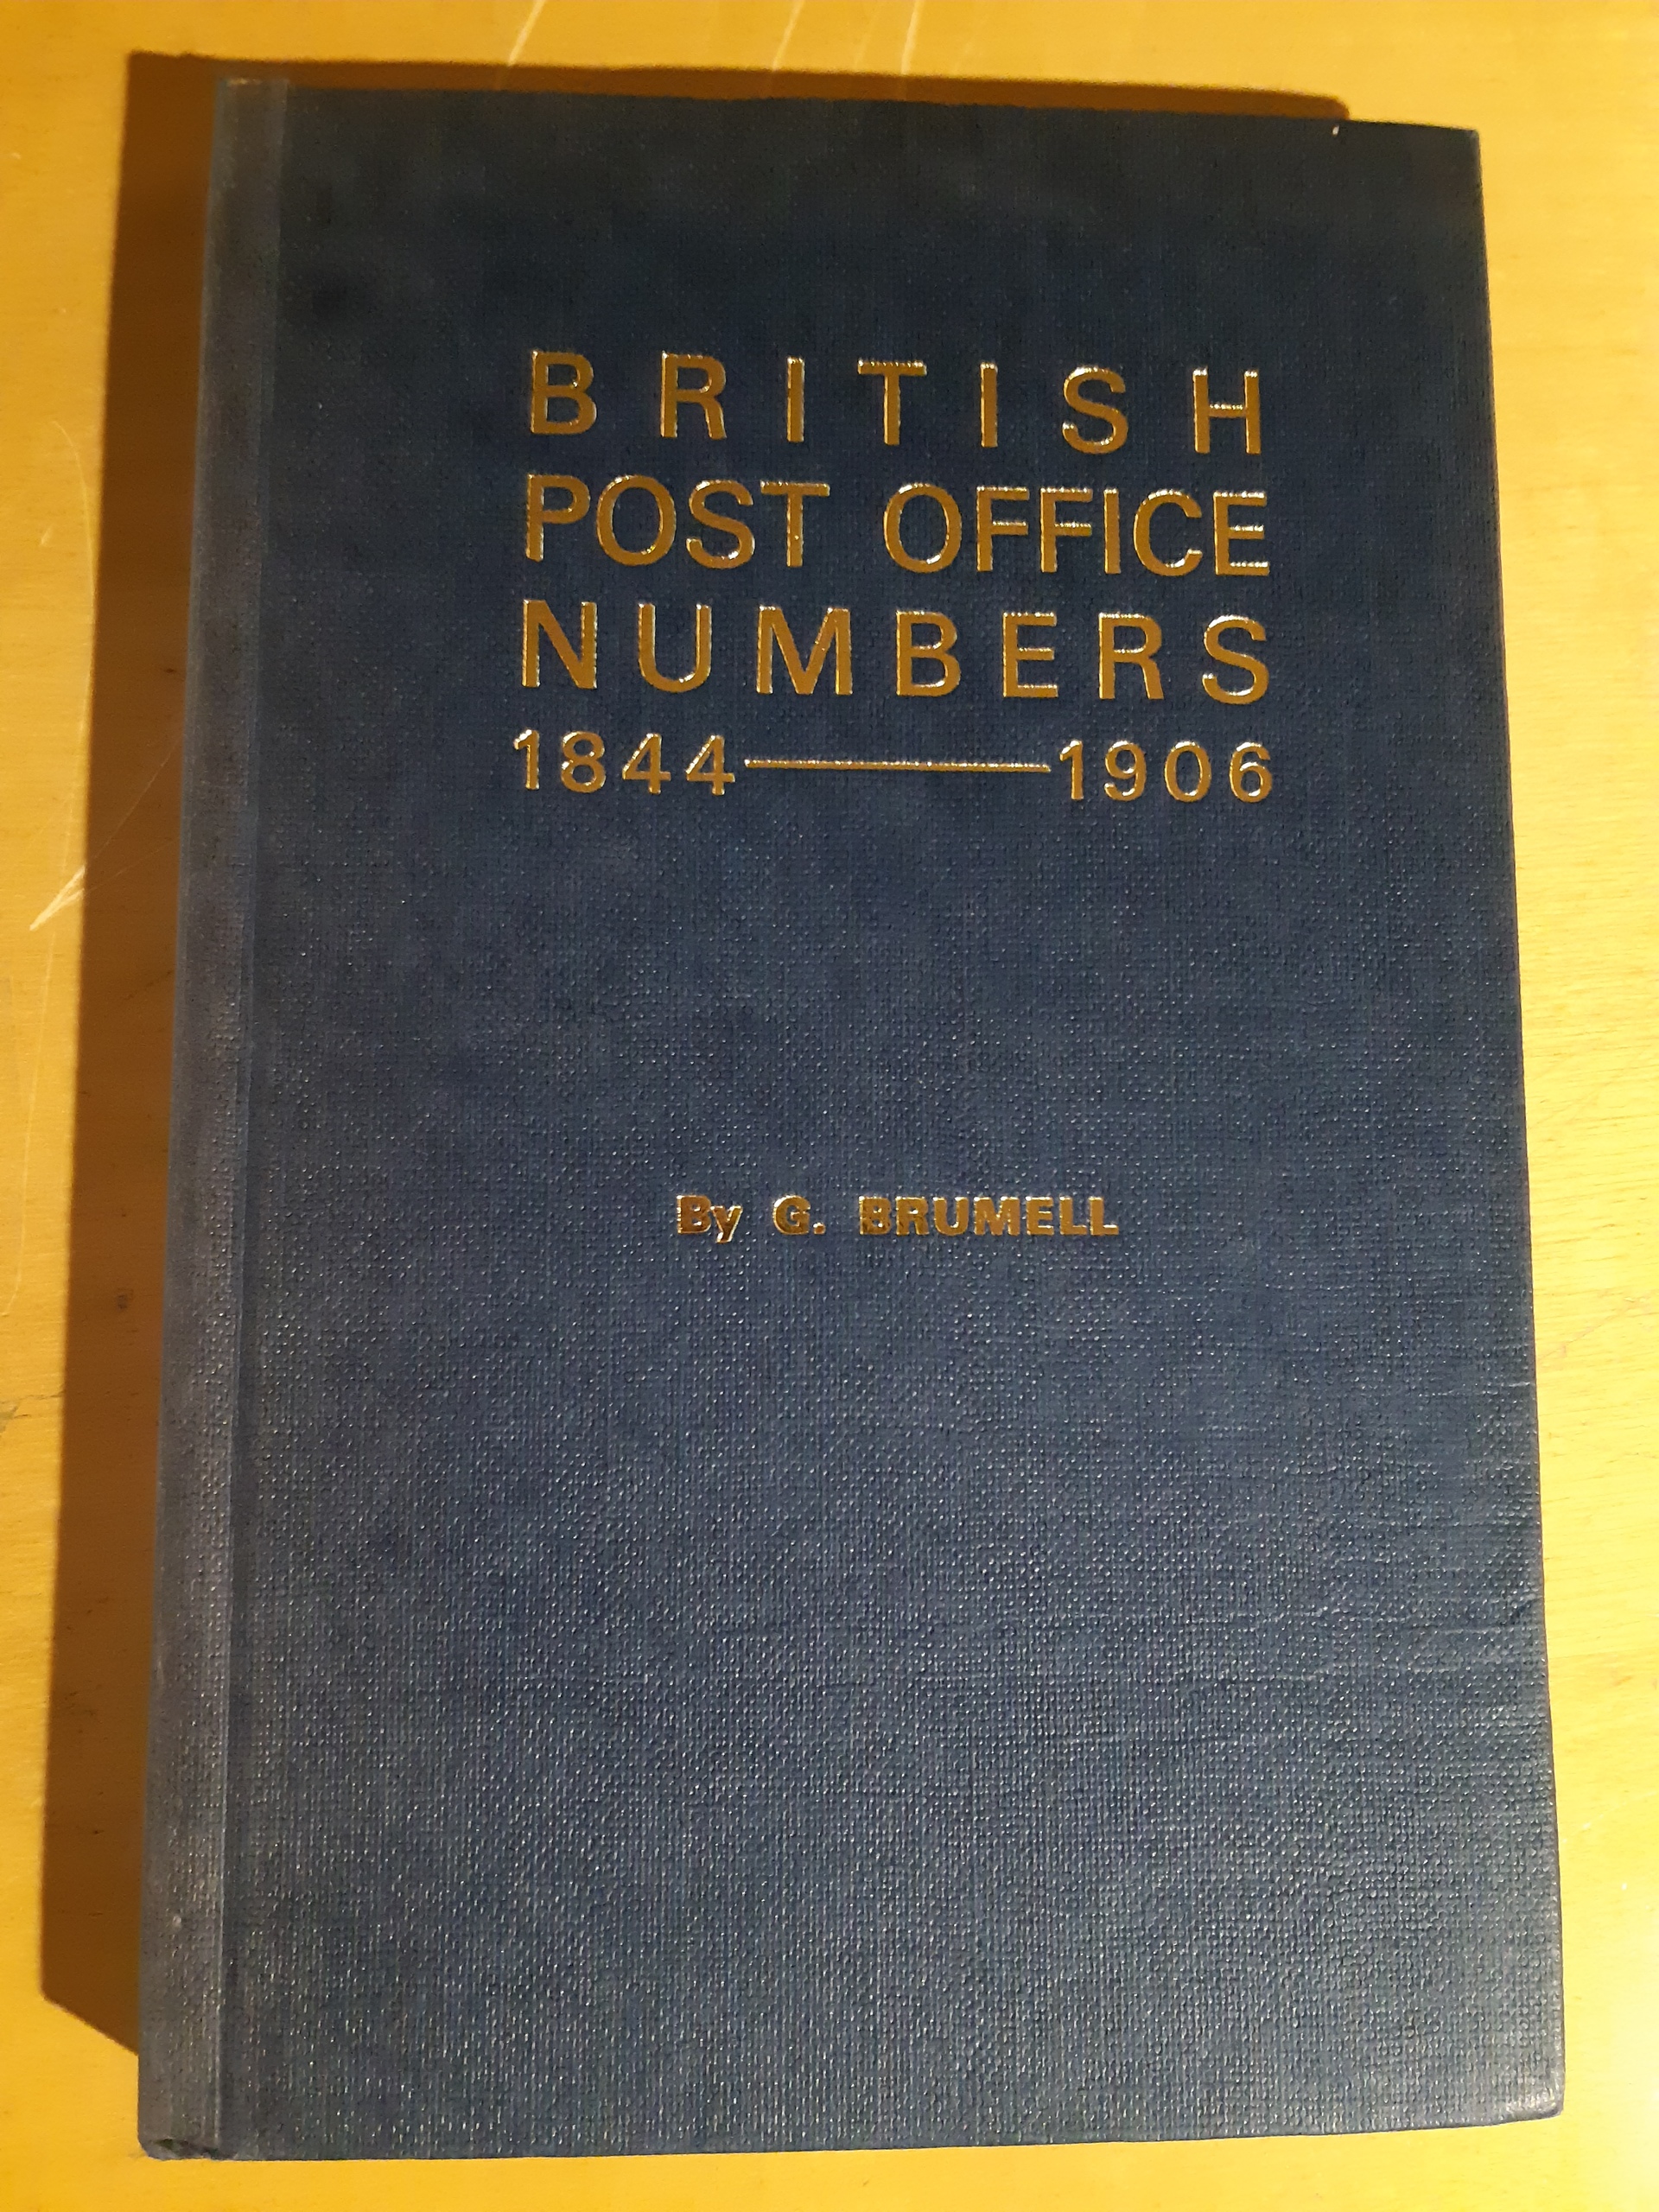 BRITISH
POST OFFICE
NUMBERS
1844—1906
By G. BRUMELL